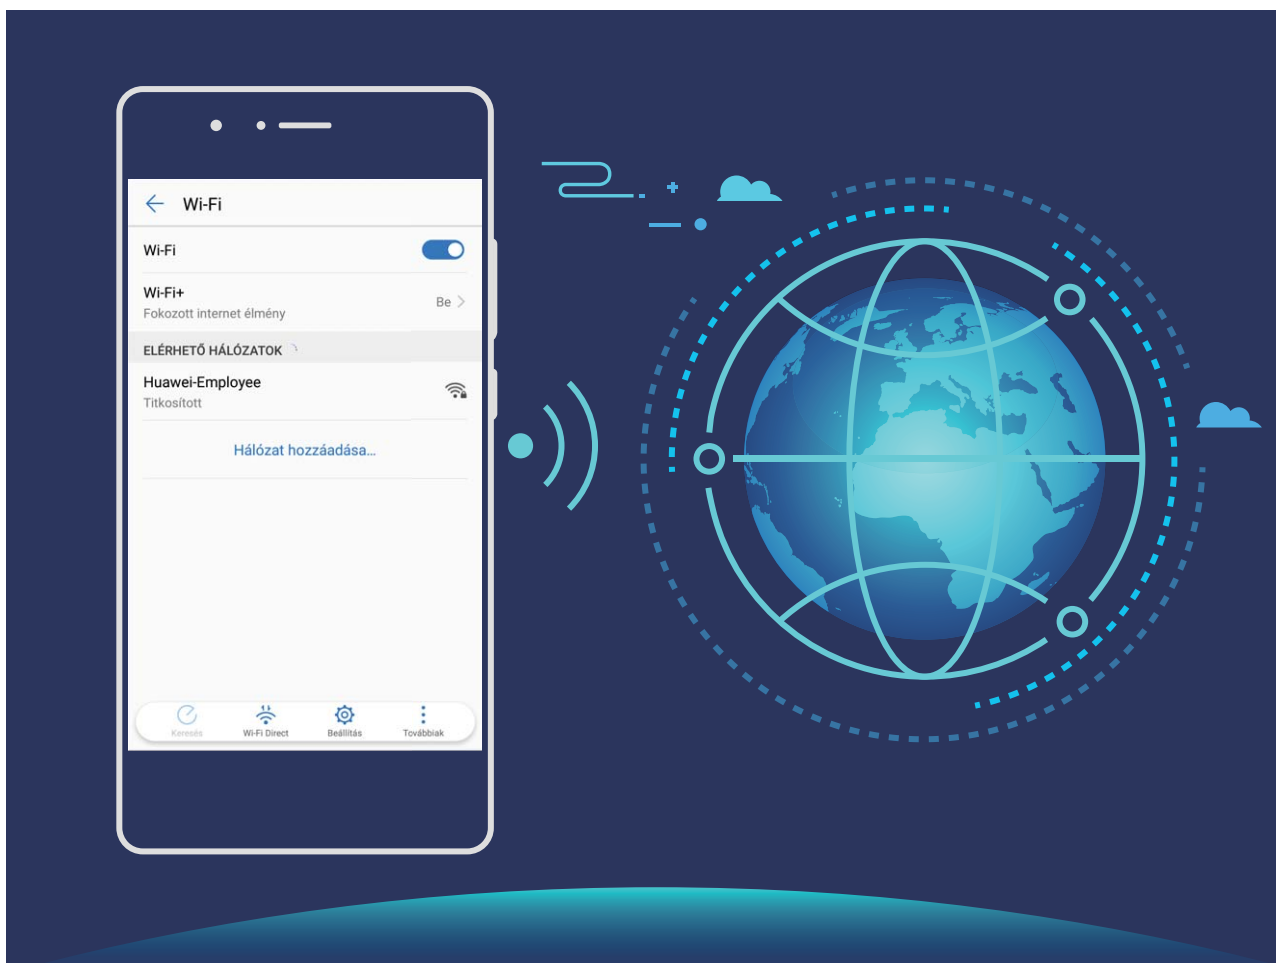 Wi-Fi
Wi-Fi
Wi-Fi+
Fokozott internet élmény
Be
ELÉRHETŐ HÁLÓZATOK
Huawei-Employee
Titkosított
Hálózat hozzáadása...
Keresés
Wi-Fi Direct
Beállítás
Továbbiak